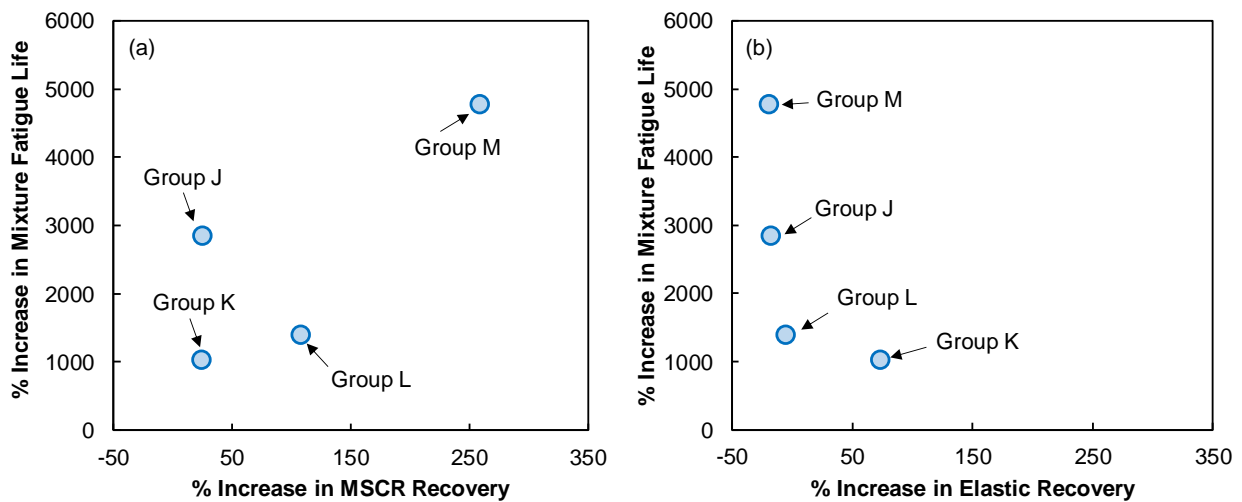 (a)
% Increase in Mixture Fatigue Life
6000
5000
4000
3000
2000
1000
0
Group M
Group J
Group K
Group L
-50 50 150 250 350
% Increase in MSCR Recovery
(b)
% Increase in Mixture Fatigue Life
6000
5000
4000
3000
2000
1000
0
Group M
Group J
Group L
Group K
-50 50 150 250 350
% Increase in Elastic Recovery